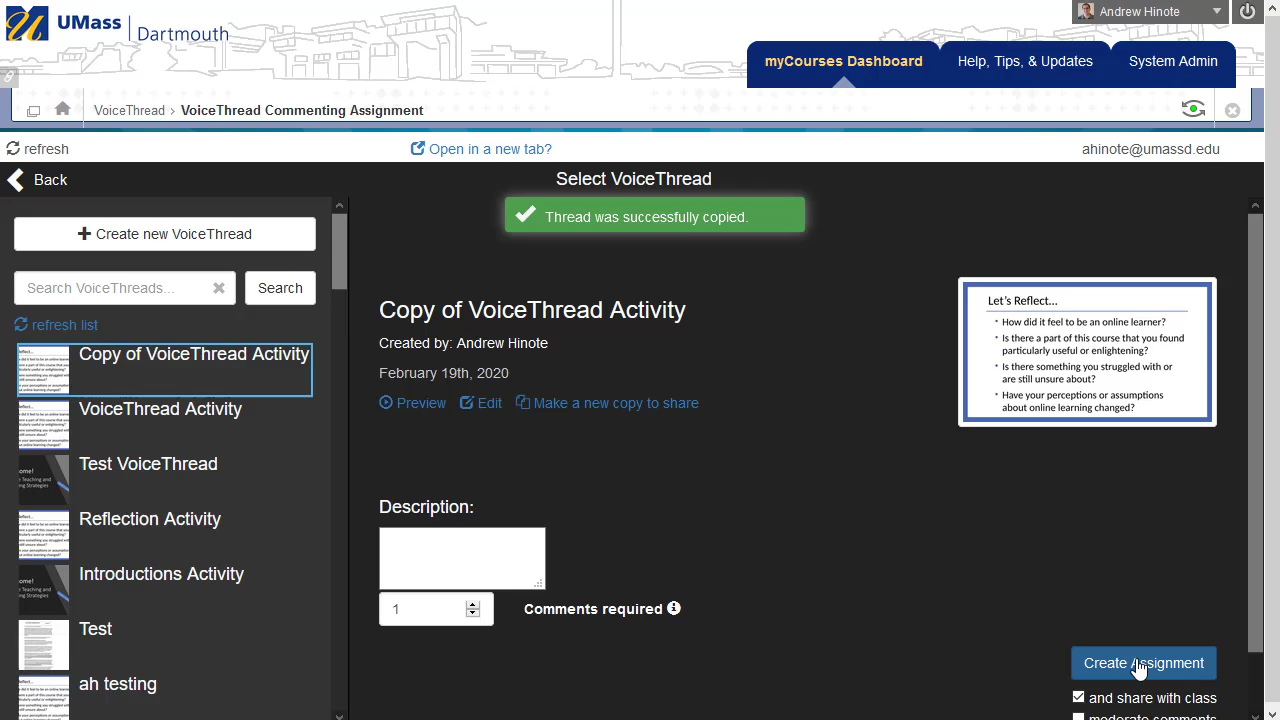 UMass
Dartmouth
Andrew Hinote
myCourses Dashboard
Help, Tips, & Updates
System Admin
VoiceThread › VoiceThread Commenting Assignment
refresh
Open in a new tab?
ahinote@umassd.edu
Back
Select VoiceThread
Thread was successfully copied.
Create new VoiceThread
Search VoiceThreads...
Search
refresh list
Copy of VoiceThread Activity
VoiceThread Activity
Test VoiceThread
Reflection Activity
Introductions Activity
Test
ah testing
Copy of VoiceThread Activity
Created by: Andrew Hinote
February 19th, 2020
Preview
Edit
Make a new copy to share
Let's Reflect...
• How did it feel to be an online learner?
• Is there a part of this course that you found
particularly useful or enlightening?
• Is there something you struggled with or
are still unsure about?
• Have your perceptions or assumptions
about online learning changed?
Description:
1
Comments required
Create Assignment
and share with class
moderate comments